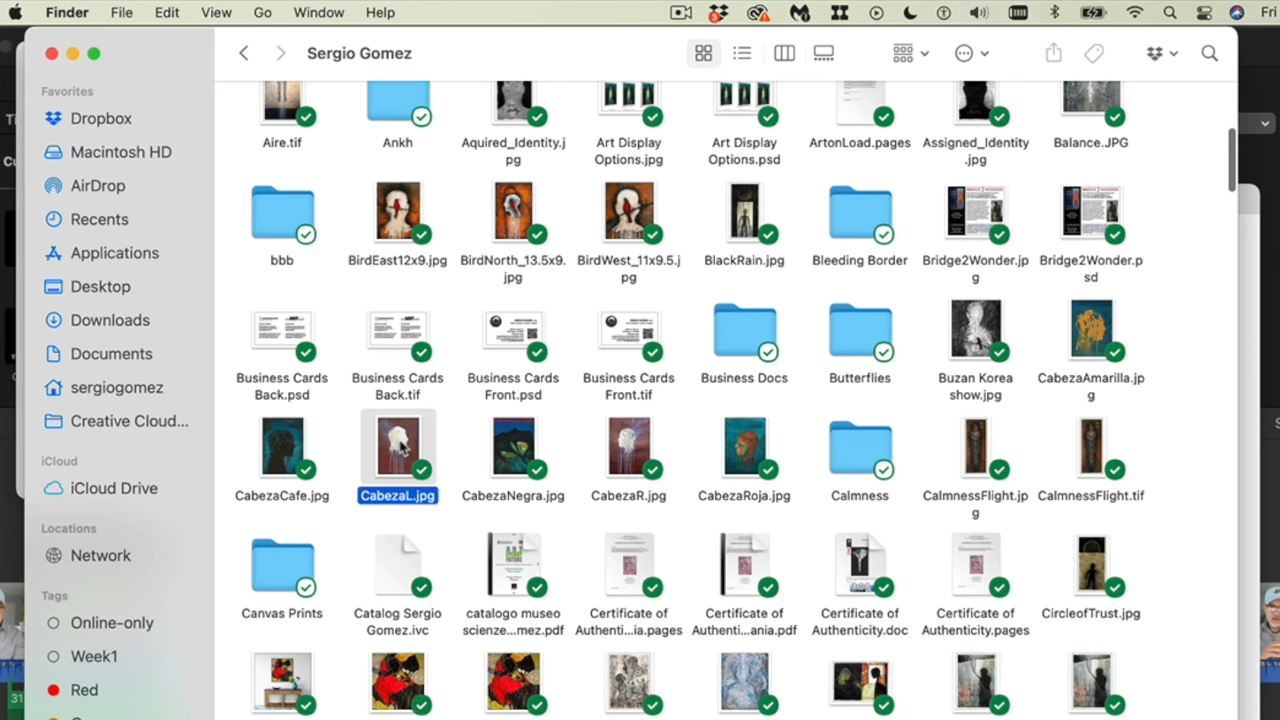 Finder File Edit View Go Window Help
3
Fri
Sergio Gomez
Favorites
Dropbox
Macintosh HD
AirDrop
Recents
Applications
Desktop
Downloads
Documents
sergiogomez
Creative Cloud...
iCloud
iCloud Drive
Locations
Network
Tags
Online-only
Week1
Red
Aire.tif
Ankh
Aquired_Identity.j
pg
Art Display
Options.jpg
Art Display
Options.psd
ArtonLoad.pages
Assigned_Identity
.jpg
Balance.JPG
bbb
BirdEast12x9.jpg
BirdNorth_13.5x9.
jpg
BirdWest_11x9.5.j
pg
BlackRain.jpg
Bleeding Border
Bridge2Wonder.jp
g
Bridge2Wonder.p
sd
Business Cards
Back.psd
Business Cards
Back.tif
Business Cards
Front.psd
Business Cards
Front.tif
Business Docs
Butterflies
Buzan Korea
show.jpg
CabezaAmarilla.jp
g
CabezaCafe.jpg
CabezaL.jpg
CabezaNegra.jpg
CabezaR.jpg
CabezaRoja.jpg
Calmness
CalmnessFlight.jp
g
CalmnessFlight.tif
Canvas Prints
Catalog Sergio
Gomez.ivc
catalogo museo
scienze...mez.pdf
Certificate of
Authenti...ia.pages
Certificate of
Authenti...ania.pdf
Certificate of
Authenticity.doc
Certificate of
Authenticity.pages
CircleofTrust.jpg
31